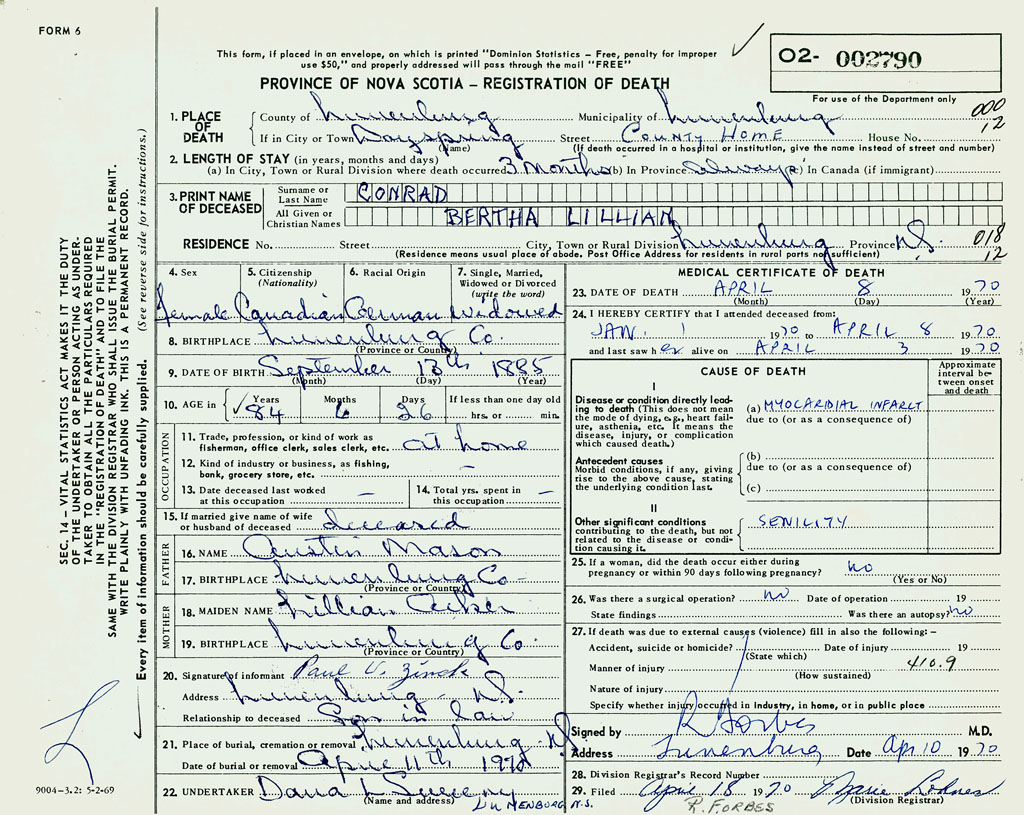 FORM 6
This form, if placed in an envelope, on which is printed "Dominion Statistics – Free, penalty for improper
use $50," and properly addressed will pass through the mail "FREE"
O2- 002790
For use of the Department only
PROVINCE OF NOVA SCOTIA – REGISTRATION OF DEATH
1. PLACE OF DEATH County of Lunenburg Municipality of Lunenburg 000
If in City or Town Dayspring Street County Home House No. 12
(Name) (If death occurred in a hospital or institution, give the name instead of street and number)
2. LENGTH OF STAY (in years, months and days)
(a) In City, Town or Rural Division where death occurred 3 Months (b) In Province always (c) In Canada (if immigrant)
3. PRINT NAME OF DECEASED Surname or Last Name CONRAD
All Given or Christian Names BERTHA LILLIAN
RESIDENCE No. Street City, Town or Rural Division Lunenburg Province N.S. 018
(Residence means usual place of abode. Post Office Address for residents in rural parts not sufficient) 12
4. Sex 5. Citizenship (Nationality) 6. Racial Origin 7. Single, Married, Widowed or Divorced (write the word)
female Canadian German Widowed
8. BIRTHPLACE Lunenburg Co.
(Province or Country)
9. DATE OF BIRTH September 13th 1885
(Month) (Day) (Year)
10. AGE in Years Months Days If less than one day old
84 6 26 hrs. or min.
OCCUPATION
11. Trade, profession, or kind of work as
fisherman, office clerk, sales clerk, etc. at home
12. Kind of industry or business, as fishing,
bank, grocery store, etc. –
13. Date deceased last worked at this occupation – 14. Total yrs. spent in this occupation –
15. If married give name of wife
or husband of deceased deceased
FATHER
16. NAME Austin Mason
17. BIRTHPLACE Lunenburg Co –
(Province or Country)
MOTHER
18. MAIDEN NAME Lillian
19. BIRTHPLACE Lunenburg Co.
(Province or Country)
20. Signature of informant Paul V. Zinck
Address Lunenburg – N.S.
Relationship to deceased Son in law
21. Place of burial, cremation or removal Lunenburg – N.S
Date of burial or removal April 11th 1970
22. UNDERTAKER Dana L Sweeny
(Name and address) LUNENBURG N.S.
MEDICAL CERTIFICATE OF DEATH
23. DATE OF DEATH APRIL 8 1970
(Month) (Day) (Year)
24. I HEREBY CERTIFY that I attended deceased from:
JAN. 1 1970 to APRIL 8 1970
and last saw her alive on APRIL 3 1970
CAUSE OF DEATH
Approximate interval between onset and death
I
Disease or condition directly leading to death (This does not mean the mode of dying, e.g., heart failure, asthenia, etc. It means the disease, injury, or complication which caused death.)
(a) MYOCARIDIAL INFARCT
due to (or as a consequence of)
Antecedent causes
Morbid conditions, if any, giving rise to the above cause, stating the underlying condition last.
(b)
due to (or as a consequence of)
(c)
II
Other significant conditions contributing to the death, but not related to the disease or condition causing it.
SENILITY
25. If a woman, did the death occur either during
pregnancy or within 90 days following pregnancy? no
(Yes or No)
26. Was there a surgical operation? no Date of operation 19
State findings Was there an autopsy? no
27. If death was due to external causes (violence) fill in also the following: –
Accident, suicide or homicide? Date of injury 19
(State which)
Manner of injury 410.9
(How sustained)
Nature of injury
Specify whether injury occurred in industry, in home, or in public place
Signed by R Forbes M.D.
Address Lunenburg Date Apr 10 1970
28. Division Registrar's Record Number
29. Filed April 18 1970
R. FORBES (Division Registrar)
SEC. 14 – VITAL STATISTICS ACT MAKES IT THE DUTY
OF THE UNDERTAKER OR PERSON ACTING AS UNDER-
TAKER TO OBTAIN ALL THE PARTICULARS REQUIRED
IN THE "REGISTRATION OF DEATH" AND TO FILE THE
SAME WITH THE DIVISION REGISTRAR WHO SHALL ISSUE THE BURIAL PERMIT.
WRITE PLAINLY WITH UNFADING INK. THIS IS A PERMANENT RECORD.
Every item of information should be carefully supplied. (See reverse side for instructions.)
9004-3.2: 5-2-69